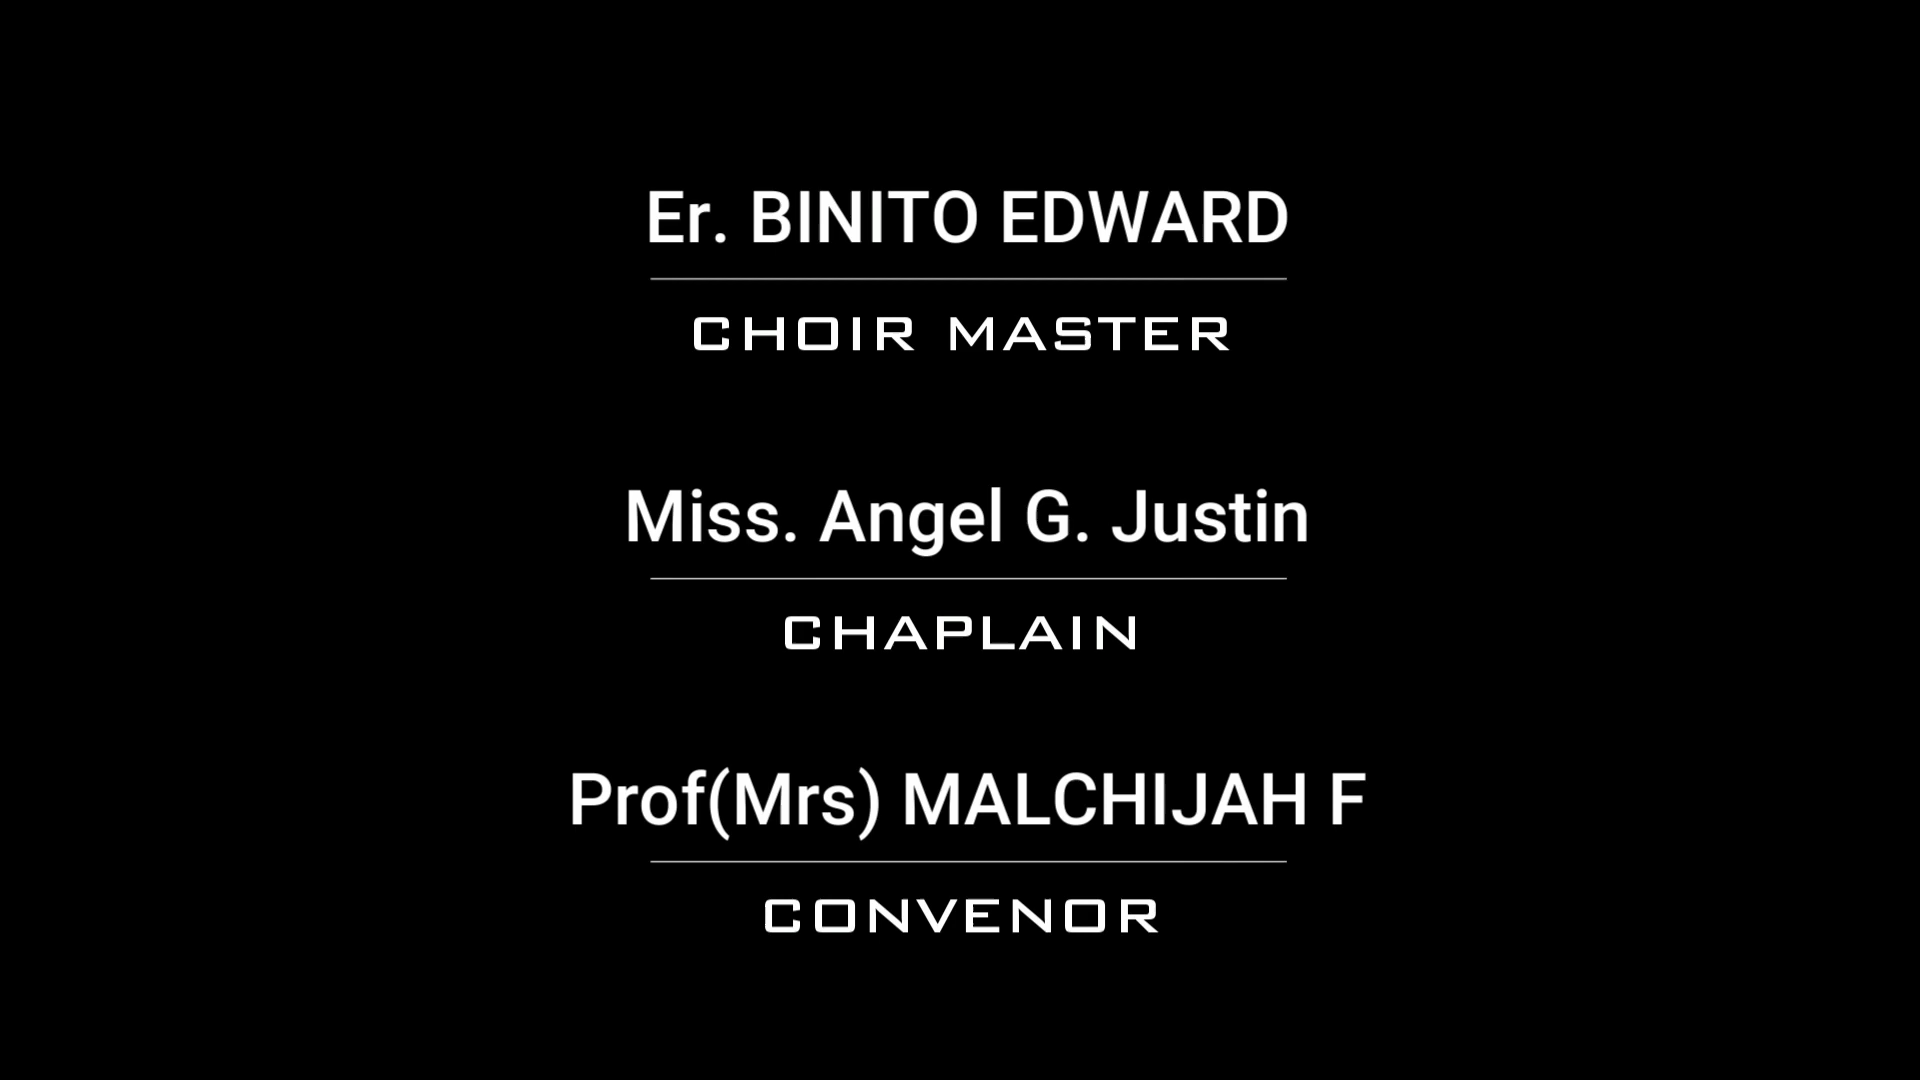 Er. BINITO EDWARD
CHOIR MASTER
Miss. Angel G. Justin
CHAPLAIN
Prof(Mrs) MALCHIJAH F
CONVENOR